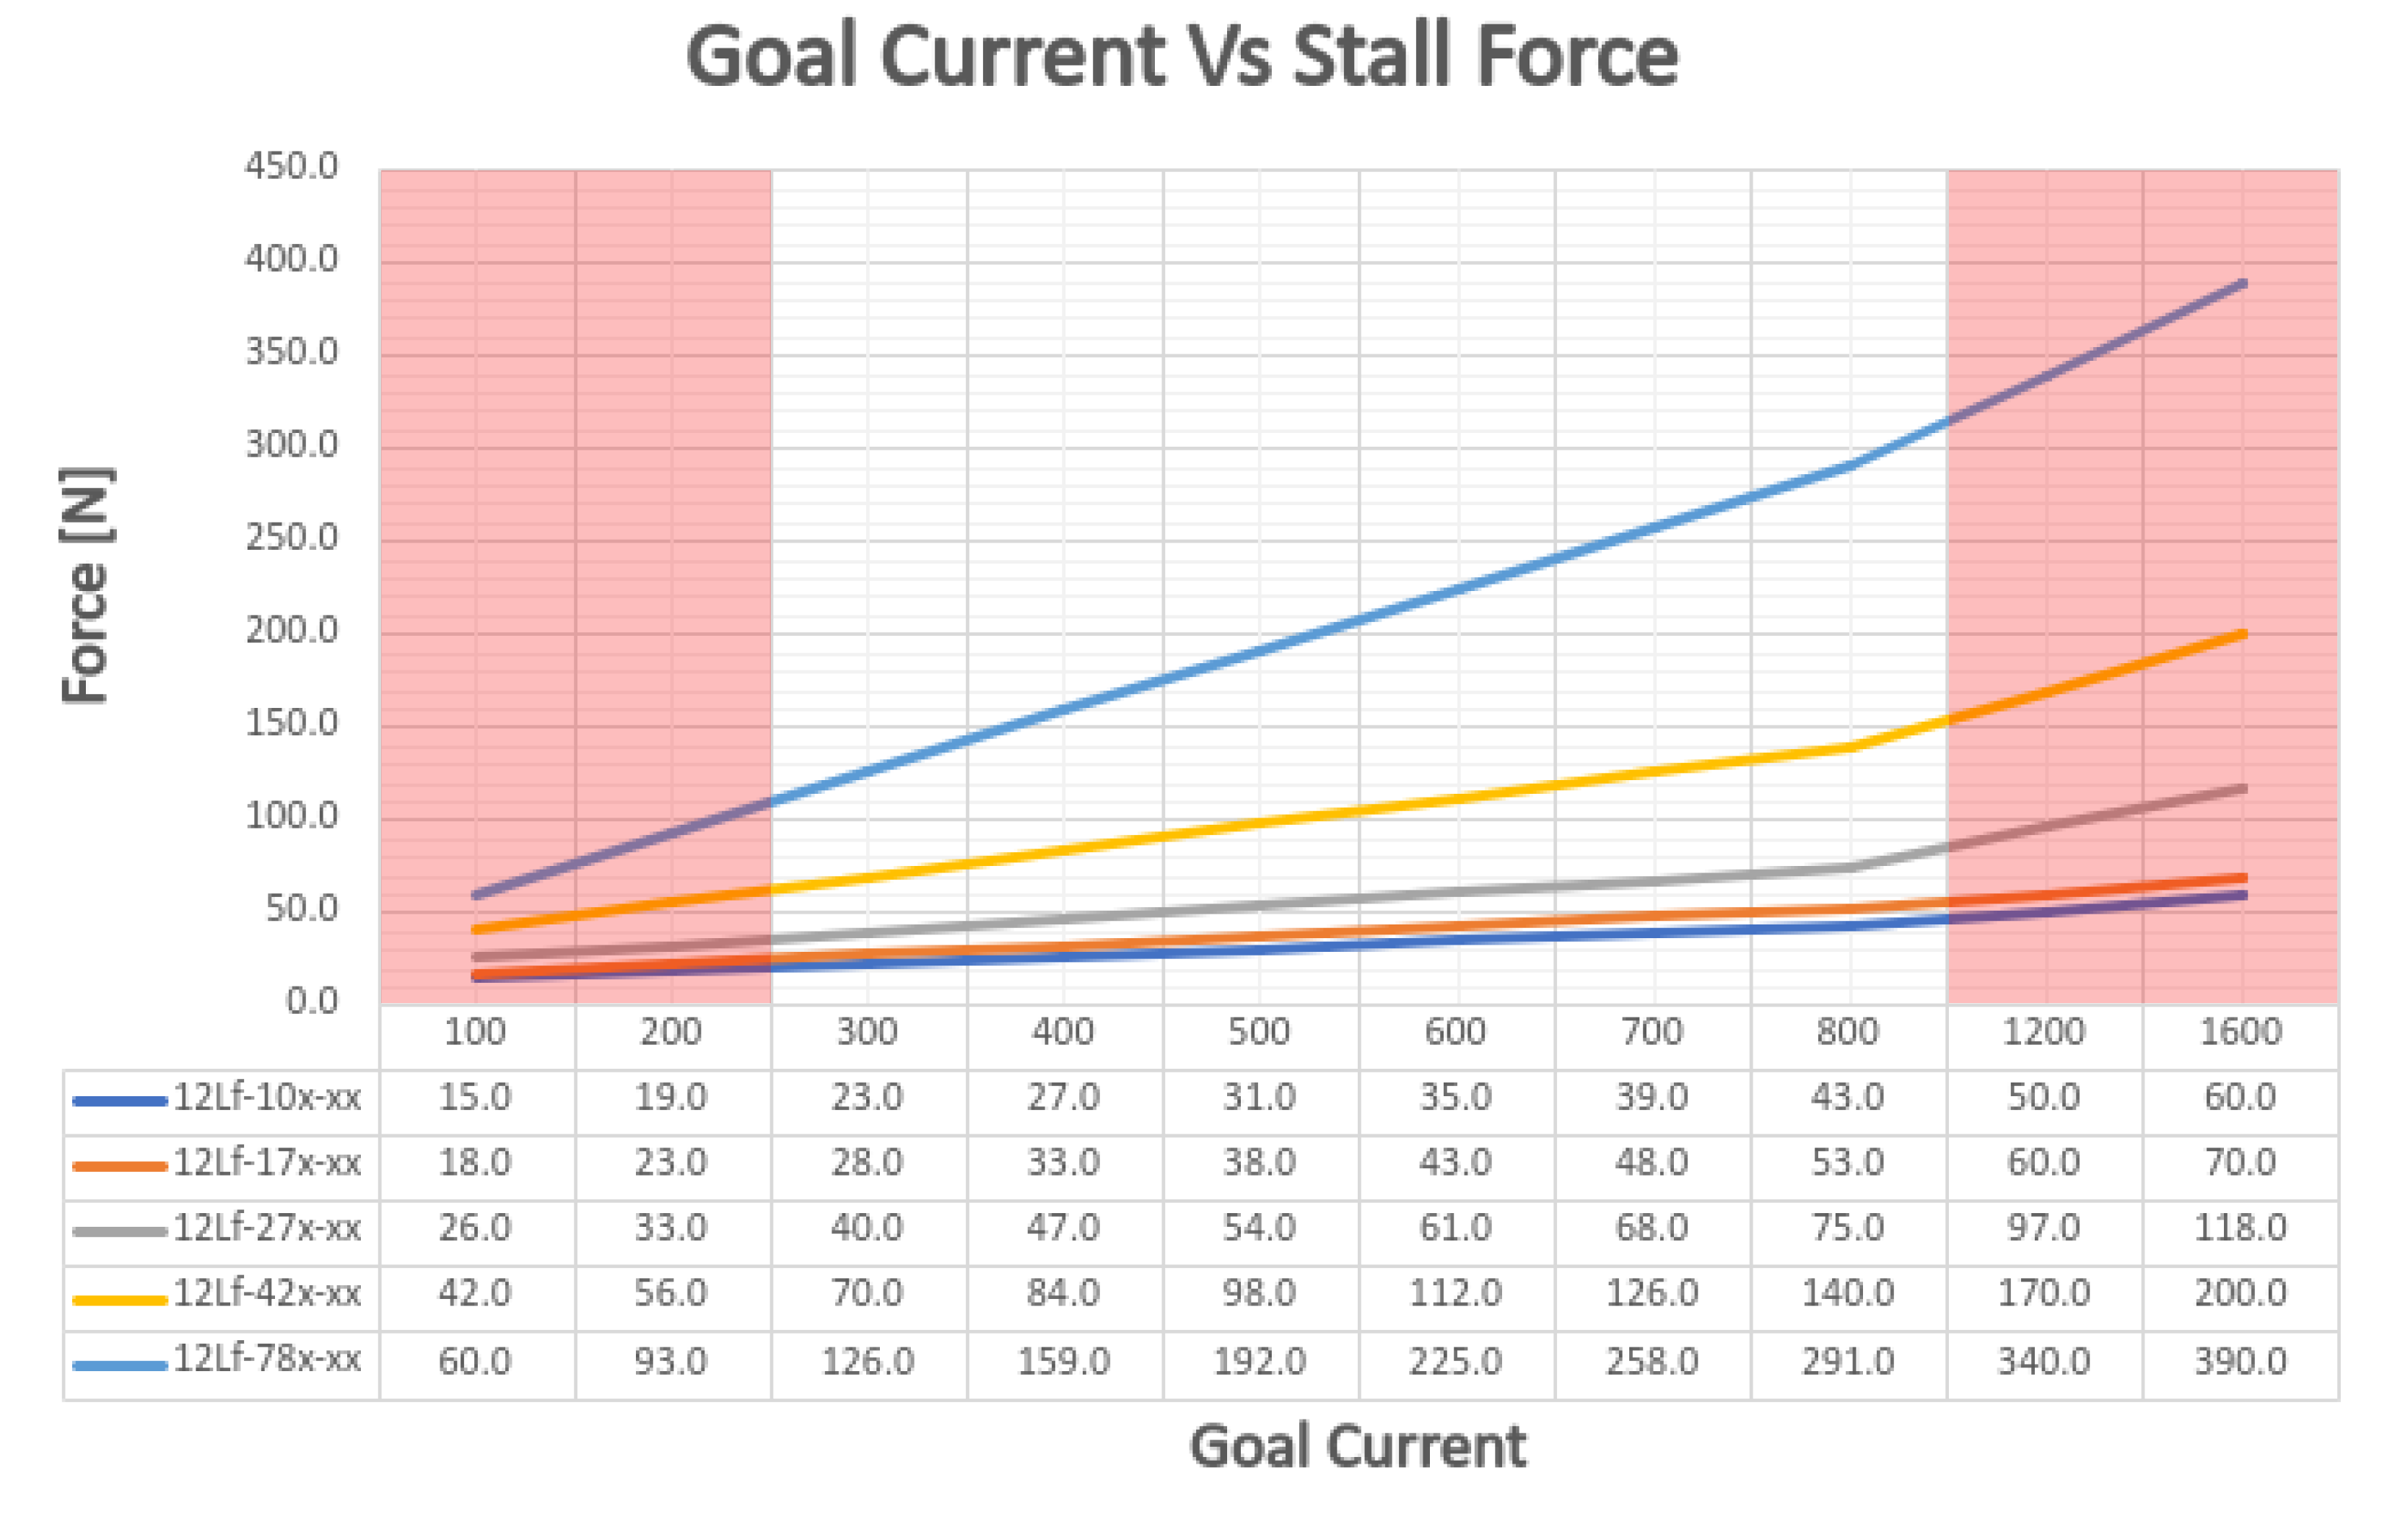 Goal Current Vs Stall Force
450.0
400.0
350.0
300.0
250.0
200.0
150.0
100.0
50.0
0.0
Force [N]
100 200 300 400 500 600 700 800 1200 1600
12Lf-10x-xx 15.0 19.0 23.0 27.0 31.0 35.0 39.0 43.0 50.0 60.0
12Lf-17x-xx 18.0 23.0 28.0 33.0 38.0 43.0 48.0 53.0 60.0 70.0
12Lf-27x-xx 26.0 33.0 40.0 47.0 54.0 61.0 68.0 75.0 97.0 118.0
12Lf-42x-xx 42.0 56.0 70.0 84.0 98.0 112.0 126.0 140.0 170.0 200.0
12Lf-78x-xx 60.0 93.0 126.0 159.0 192.0 225.0 258.0 291.0 340.0 390.0
Goal Current